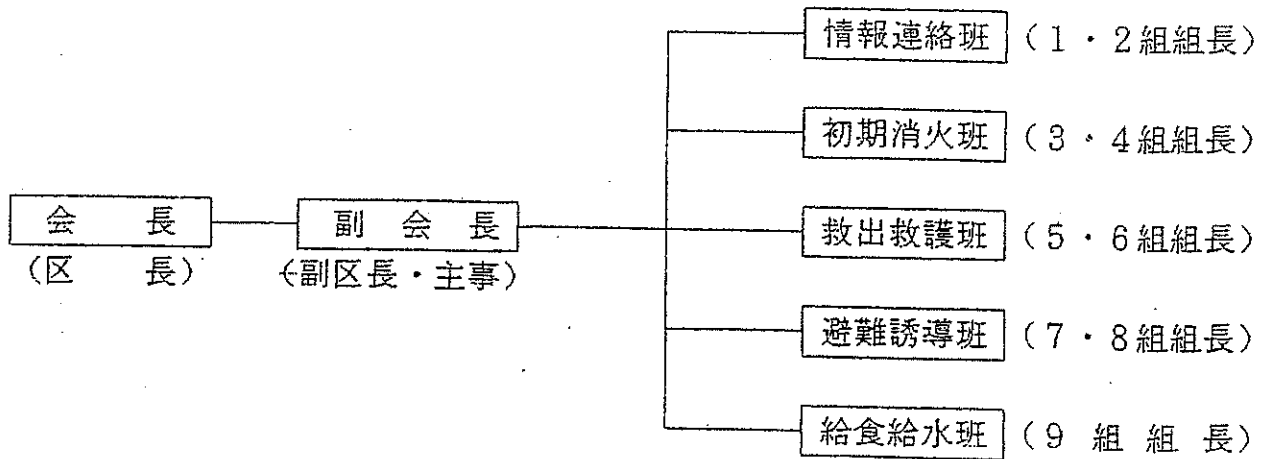 情報連絡班 (1・2組組長)
初期消火班 (3・4組組長)
会長 副会長 救出救護班 (5・6組組長)
(区長) (副区長・主事)
避難誘導班 (7・8組組長)
給食給水班 (9組組長)